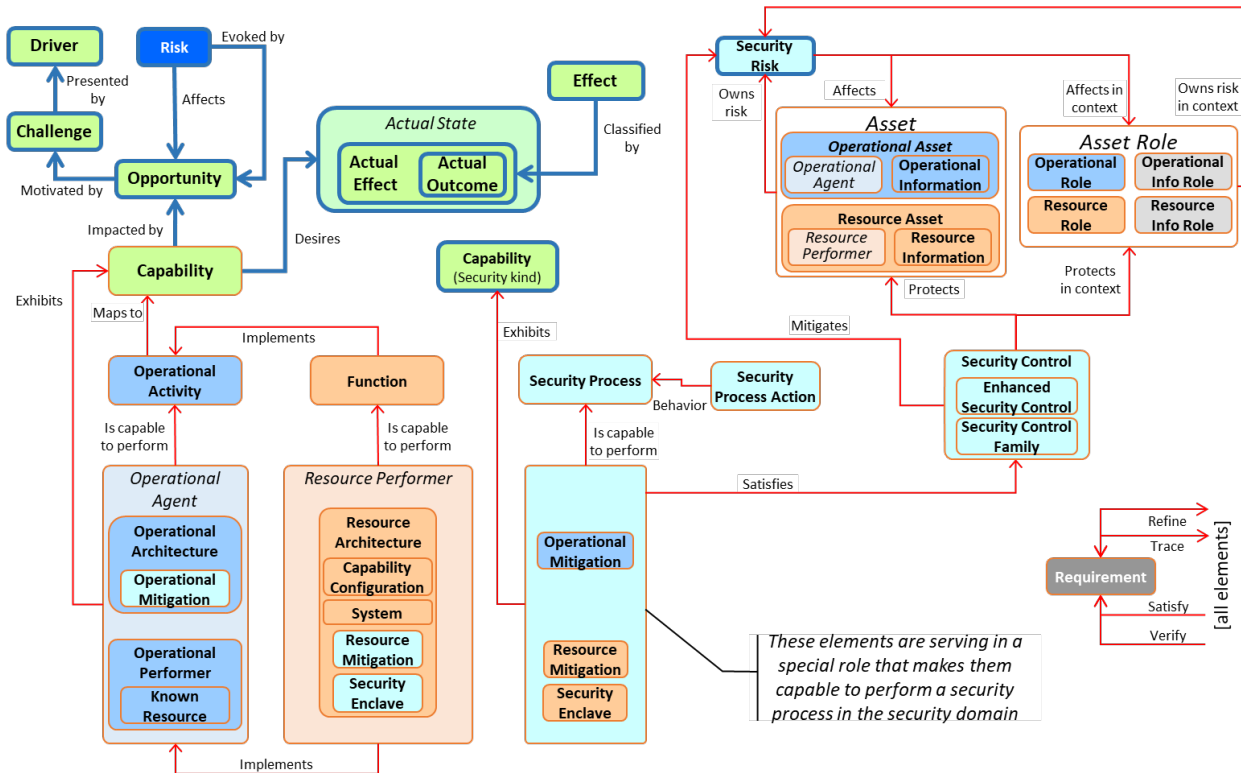 Driver
Risk
Evoked by
Presented
by
Affects
Challenge
Motivated by
Opportunity
Impacted by
Capability
Desires
Exhibits
Maps to
Actual State
Actual
Effect
Actual
Outcome
Effect
Classified
by
Capability
(Security kind)
Exhibits
Implements
Operational
Activity
Function
Is capable
to perform
Is capable
to perform
Operational
Agent
Operational
Architecture
Operational
Mitigation
Operational
Performer
Known
Resource
Resource Performer
Resource
Architecture
Capability
Configuration
System
Resource
Mitigation
Security
Enclave
Implements
Security Process
Behavior
Security
Process Action
Is capable
to perform
Operational
Mitigation
Resource
Mitigation
Security
Enclave
Satisfies
These elements are serving in a
special role that makes them
capable to perform a security
process in the security domain
Security
Risk
Owns
risk
Affects
Affects in
context
Owns risk
in context
Asset
Operational Asset
Operational
Agent
Operational
Information
Resource Asset
Resource
Performer
Resource
Information
Asset Role
Operational
Role
Operational
Info Role
Resource
Role
Resource
Info Role
Protects
Protects
in context
Mitigates
Security Control
Enhanced
Security Control
Security Control
Family
Refine
Trace
Requirement
Satisfy
Verify
[all elements]